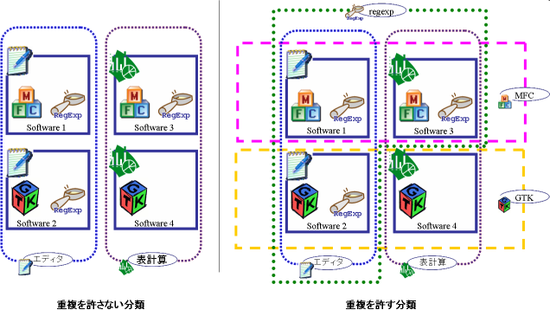 regexp
M
F C
RegExp
Software 1
M
F C
RegExp
Software 3
M
F C
RegExp
Software 1
M
F C
RegExp
Software 3
MFC
G
T K
RegExp
Software 2
G
T K
Software 4
G
T K
RegExp
Software 2
G
T K
Software 4
GTK
エディタ
表計算
エディタ
表計算
重複を許さない分類
重複を許す分類